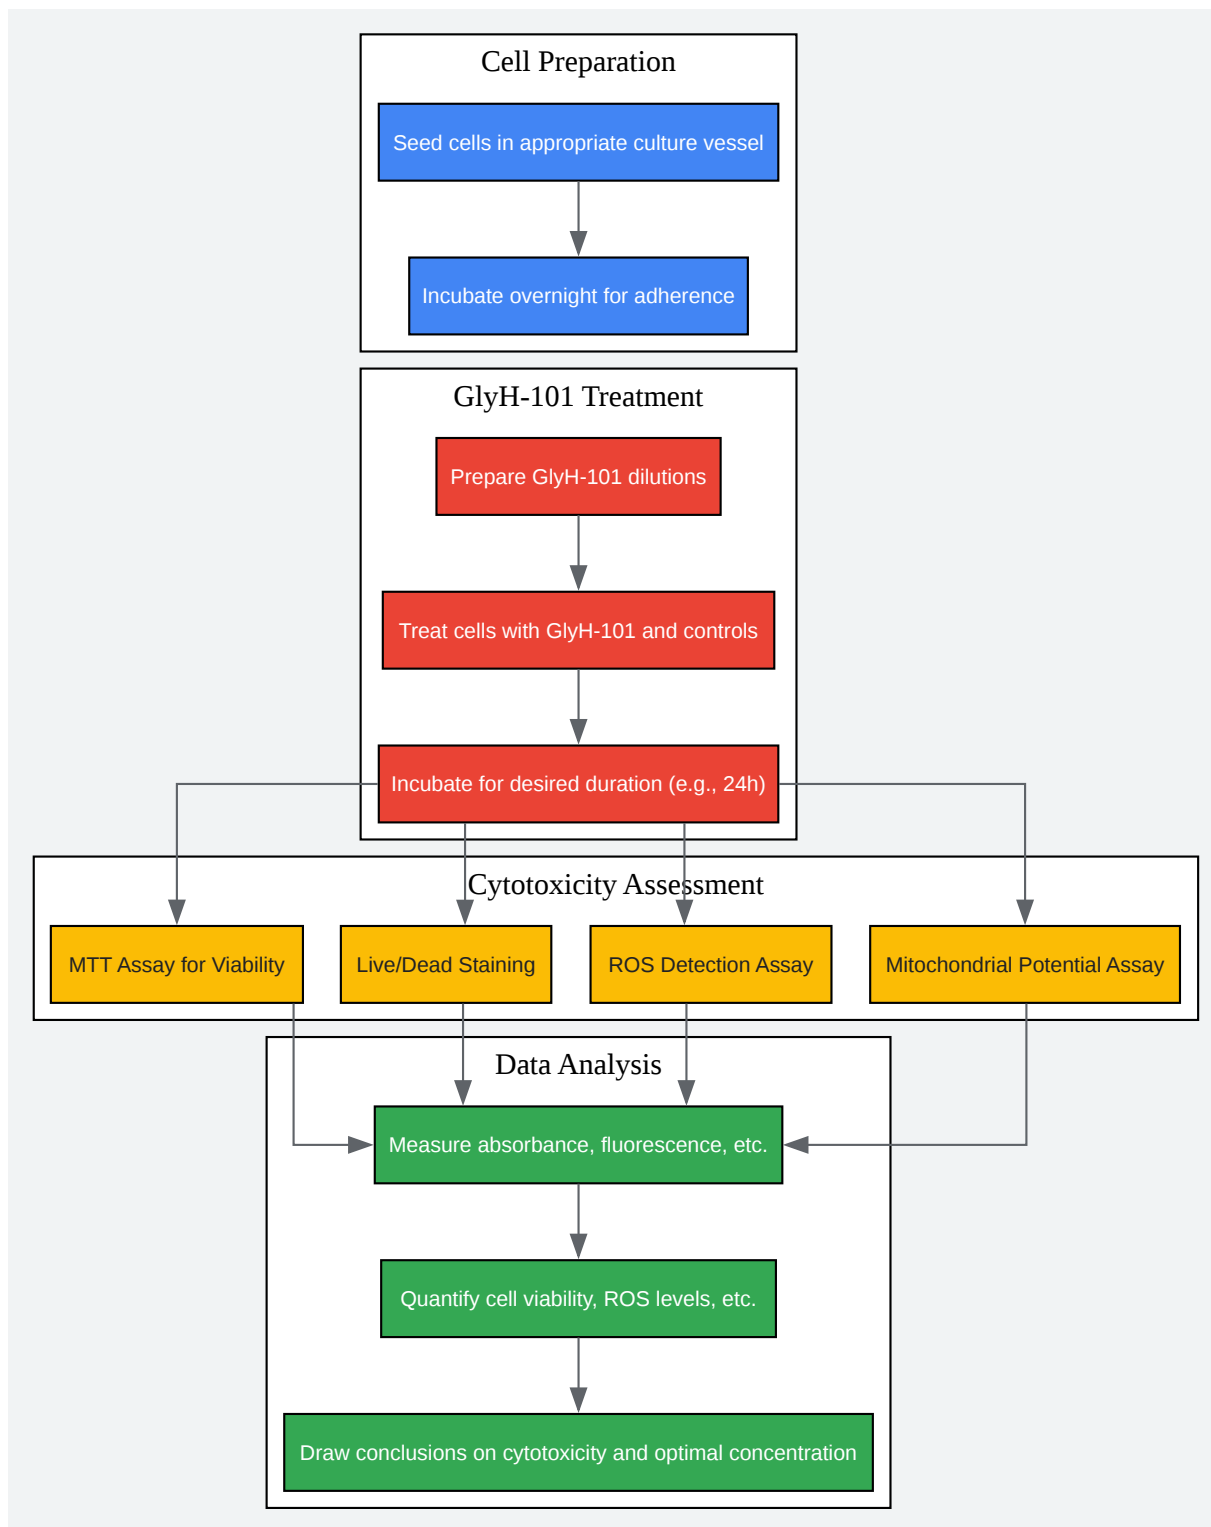 Cell Preparation
Seed cells in appropriate culture vessel
Incubate overnight for adherence
GlyH-101 Treatment
Prepare GlyH-101 dilutions
Treat cells with GlyH-101 and controls
Incubate for desired duration (e.g., 24h)
Cytotoxicity Assessment
MTT Assay for Viability
Live/Dead Staining
ROS Detection Assay
Mitochondrial Potential Assay
Data Analysis
Measure absorbance, fluorescence, etc.
Quantify cell viability, ROS levels, etc.
Draw conclusions on cytotoxicity and optimal concentration